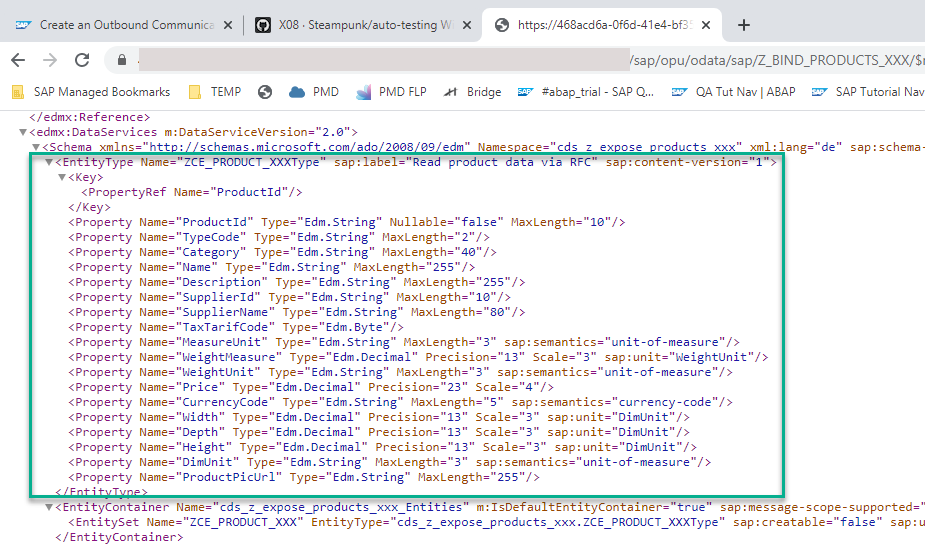 Create an Outbound Communica
X08 · Steampunk/auto-testing Wi
https://468acd6a-0f6d-41e4-bf35
/sap/opu/odata/sap/Z_BIND_PRODUCTS_XXX/$
SAP Managed Bookmarks
TEMP
PMD
PMD FLP
Bridge
#abap_trial - SAP Q...
QA Tut Nav | ABAP
SAP Tutorial Nav
</edmx:Reference>
▼<edmx:DataServices m:DataServiceVersion="2.0">
▼<Schema xmlns="http://schemas.microsoft.com/ado/2008/09/edm" Namespace="cds_z_expose_products_xxx" xml:lang="de" sap:schema-
▼<EntityType Name="ZCE_PRODUCT_XXXType" sap:label="Read product data via RFC" sap:content-version="1">
▼<Key>
<PropertyRef Name="ProductId"/>
</Key>
<Property Name="ProductId" Type="Edm.String" Nullable="false" MaxLength="10"/>
<Property Name="TypeCode" Type="Edm.String" MaxLength="2"/>
<Property Name="Category" Type="Edm.String" MaxLength="40"/>
<Property Name="Name" Type="Edm.String" MaxLength="255"/>
<Property Name="Description" Type="Edm.String" MaxLength="255"/>
<Property Name="SupplierId" Type="Edm.String" MaxLength="10"/>
<Property Name="SupplierName" Type="Edm.String" MaxLength="80"/>
<Property Name="TaxTarifCode" Type="Edm.Byte"/>
<Property Name="MeasureUnit" Type="Edm.String" MaxLength="3" sap:semantics="unit-of-measure"/>
<Property Name="WeightMeasure" Type="Edm.Decimal" Precision="13" Scale="3" sap:unit="WeightUnit"/>
<Property Name="WeightUnit" Type="Edm.String" MaxLength="3" sap:semantics="unit-of-measure"/>
<Property Name="Price" Type="Edm.Decimal" Precision="23" Scale="4"/>
<Property Name="CurrencyCode" Type="Edm.String" MaxLength="5" sap:semantics="currency-code"/>
<Property Name="Width" Type="Edm.Decimal" Precision="13" Scale="3" sap:unit="DimUnit"/>
<Property Name="Depth" Type="Edm.Decimal" Precision="13" Scale="3" sap:unit="DimUnit"/>
<Property Name="Height" Type="Edm.Decimal" Precision="13" Scale="3" sap:unit="DimUnit"/>
<Property Name="DimUnit" Type="Edm.String" MaxLength="3" sap:semantics="unit-of-measure"/>
<Property Name="ProductPicUrl" Type="Edm.String" MaxLength="255"/>
</EntityType>
▼<EntityContainer Name="cds_z_expose_products_xxx_Entities" m:IsDefaultEntityContainer="true" sap:message-scope-supported="
<EntitySet Name="ZCE_PRODUCT_XXX" EntityType="cds_z_expose_products_xxx.ZCE_PRODUCT_XXXType" sap:creatable="false" sap:u
</EntityContainer>